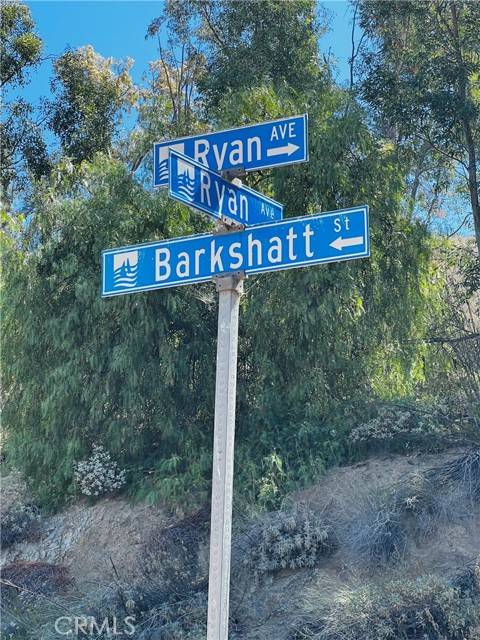 Ryan AVE →
Ryan Ave
Barkshatt St ←
CRMLS